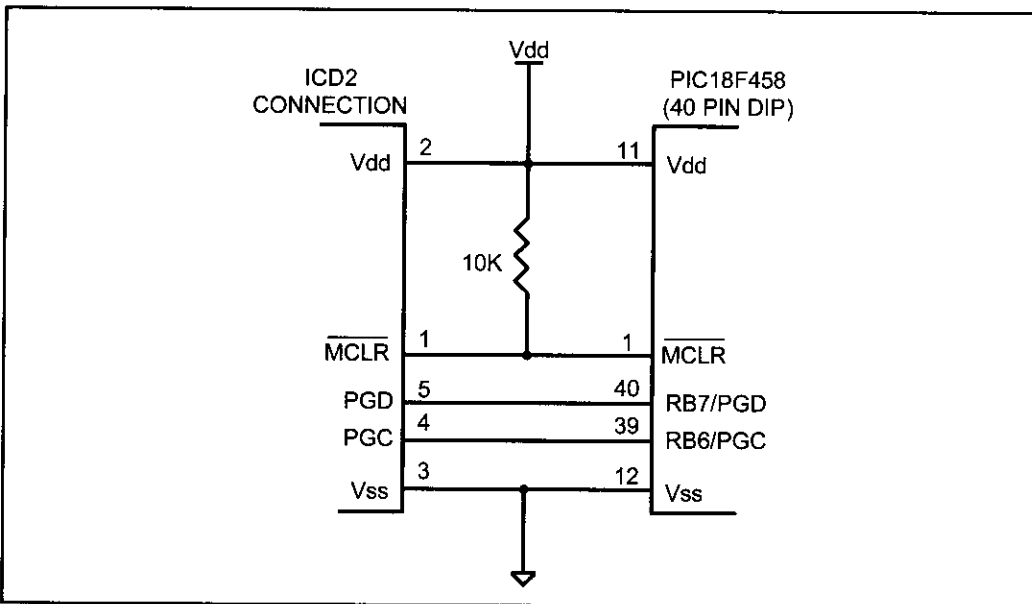 Vdd
ICD2
CONNECTION
PIC18F458
(40 PIN DIP)
Vdd 2 11 Vdd
10K
MCLR 1 1 MCLR
PGD 5 40 RB7/PGD
PGC 4 39 RB6/PGC
Vss 3 12 Vss